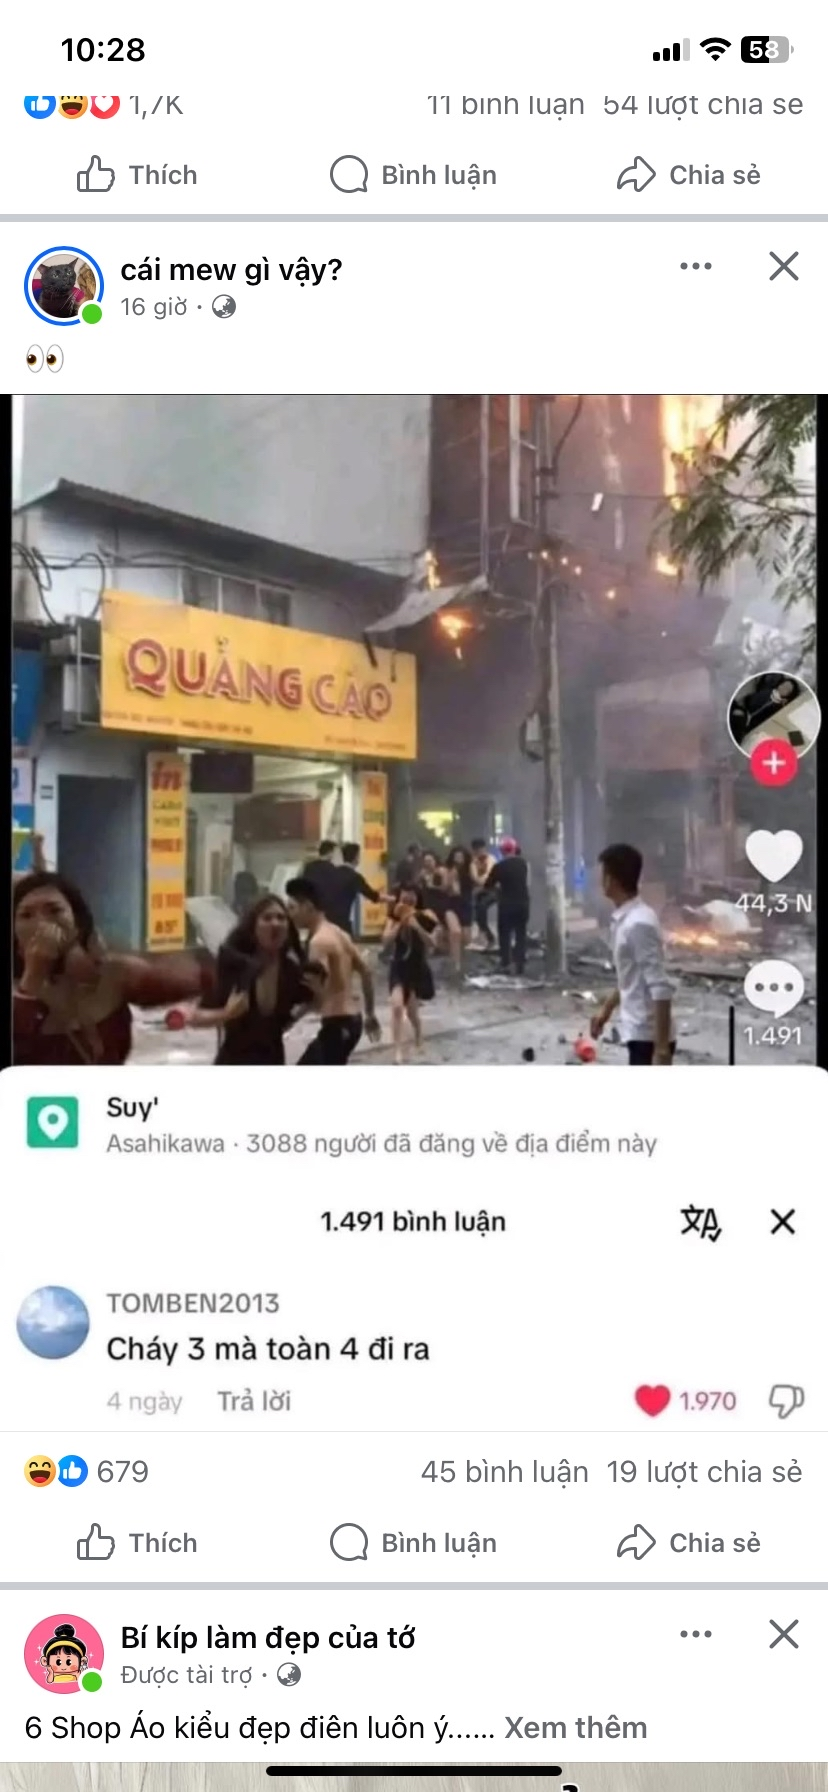 10:28
58
1,7K
11 bình luận 54 lượt chia sẻ
Thích
Bình luận
Chia sẻ
cái mew gì vậy?
16 giờ ·
QUẢNG CÁO
in
44,3 N
1.491
Suy'
Asahikawa · 3088 người đã đăng về địa điểm này
1.491 bình luận
TOMBEN2013
Cháy 3 mà toàn 4 đi ra
4 ngày Trả lời
1.970
679
45 bình luận 19 lượt chia sẻ
Thích
Bình luận
Chia sẻ
Bí kíp làm đẹp của tớ
Được tài trợ ·
6 Shop Áo kiểu đẹp điên luôn ý...... Xem thêm